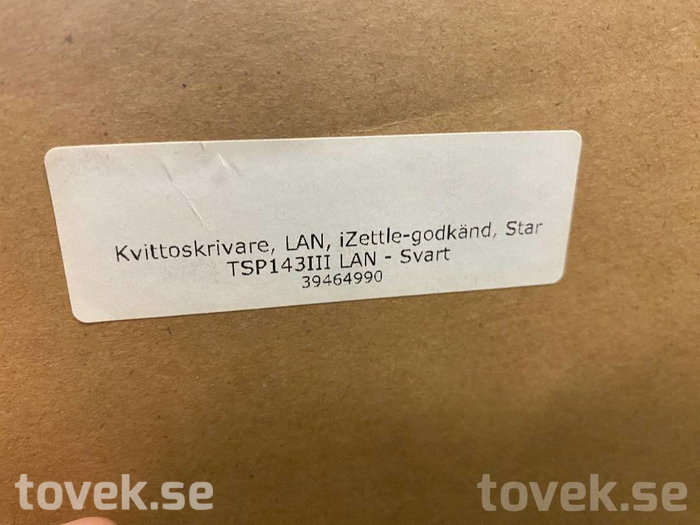 Kvittoskrivare, LAN, iZettle-godkänd, Star
TSP143III LAN - Svart
39464990
tovek.se
tovek.se